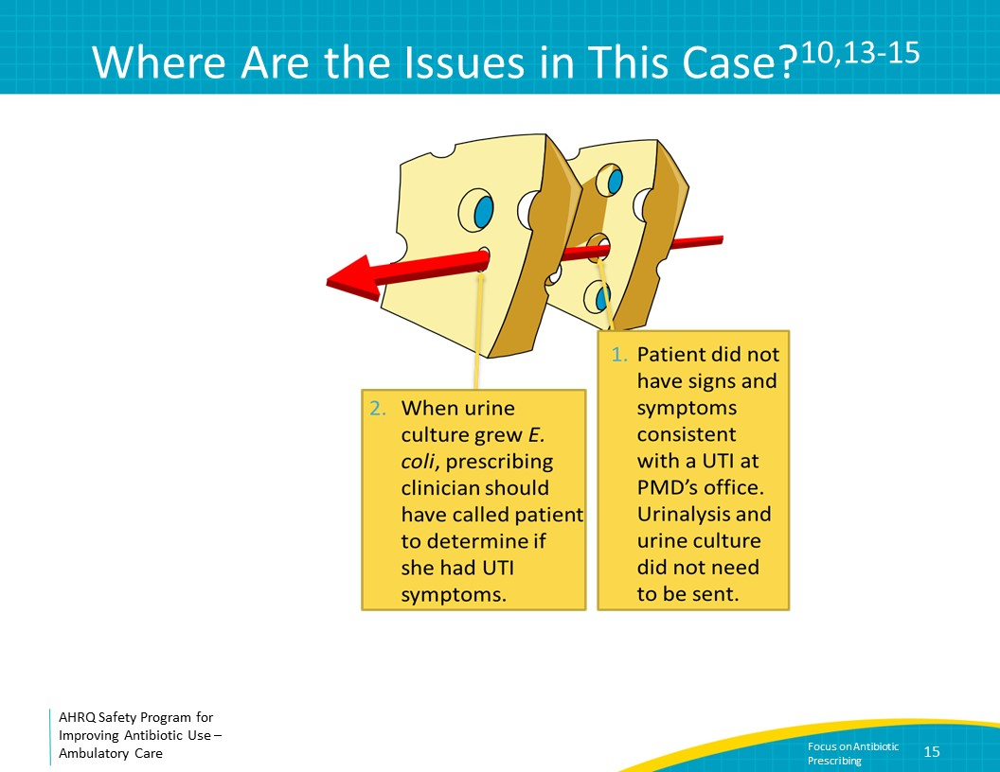 Where Are the Issues in This Case?10,13-15
1. Patient did not
have signs and
symptoms
consistent
with a UTI at
PMD’s office.
Urinalysis and
urine culture
did not need
to be sent.
2. When urine
culture grew E.
coli, prescribing
clinician should
have called patient
to determine if
she had UTI
symptoms.
AHRQ Safety Program for
Improving Antibiotic Use –
Ambulatory Care
Focus on Antibiotic
Prescribing
15